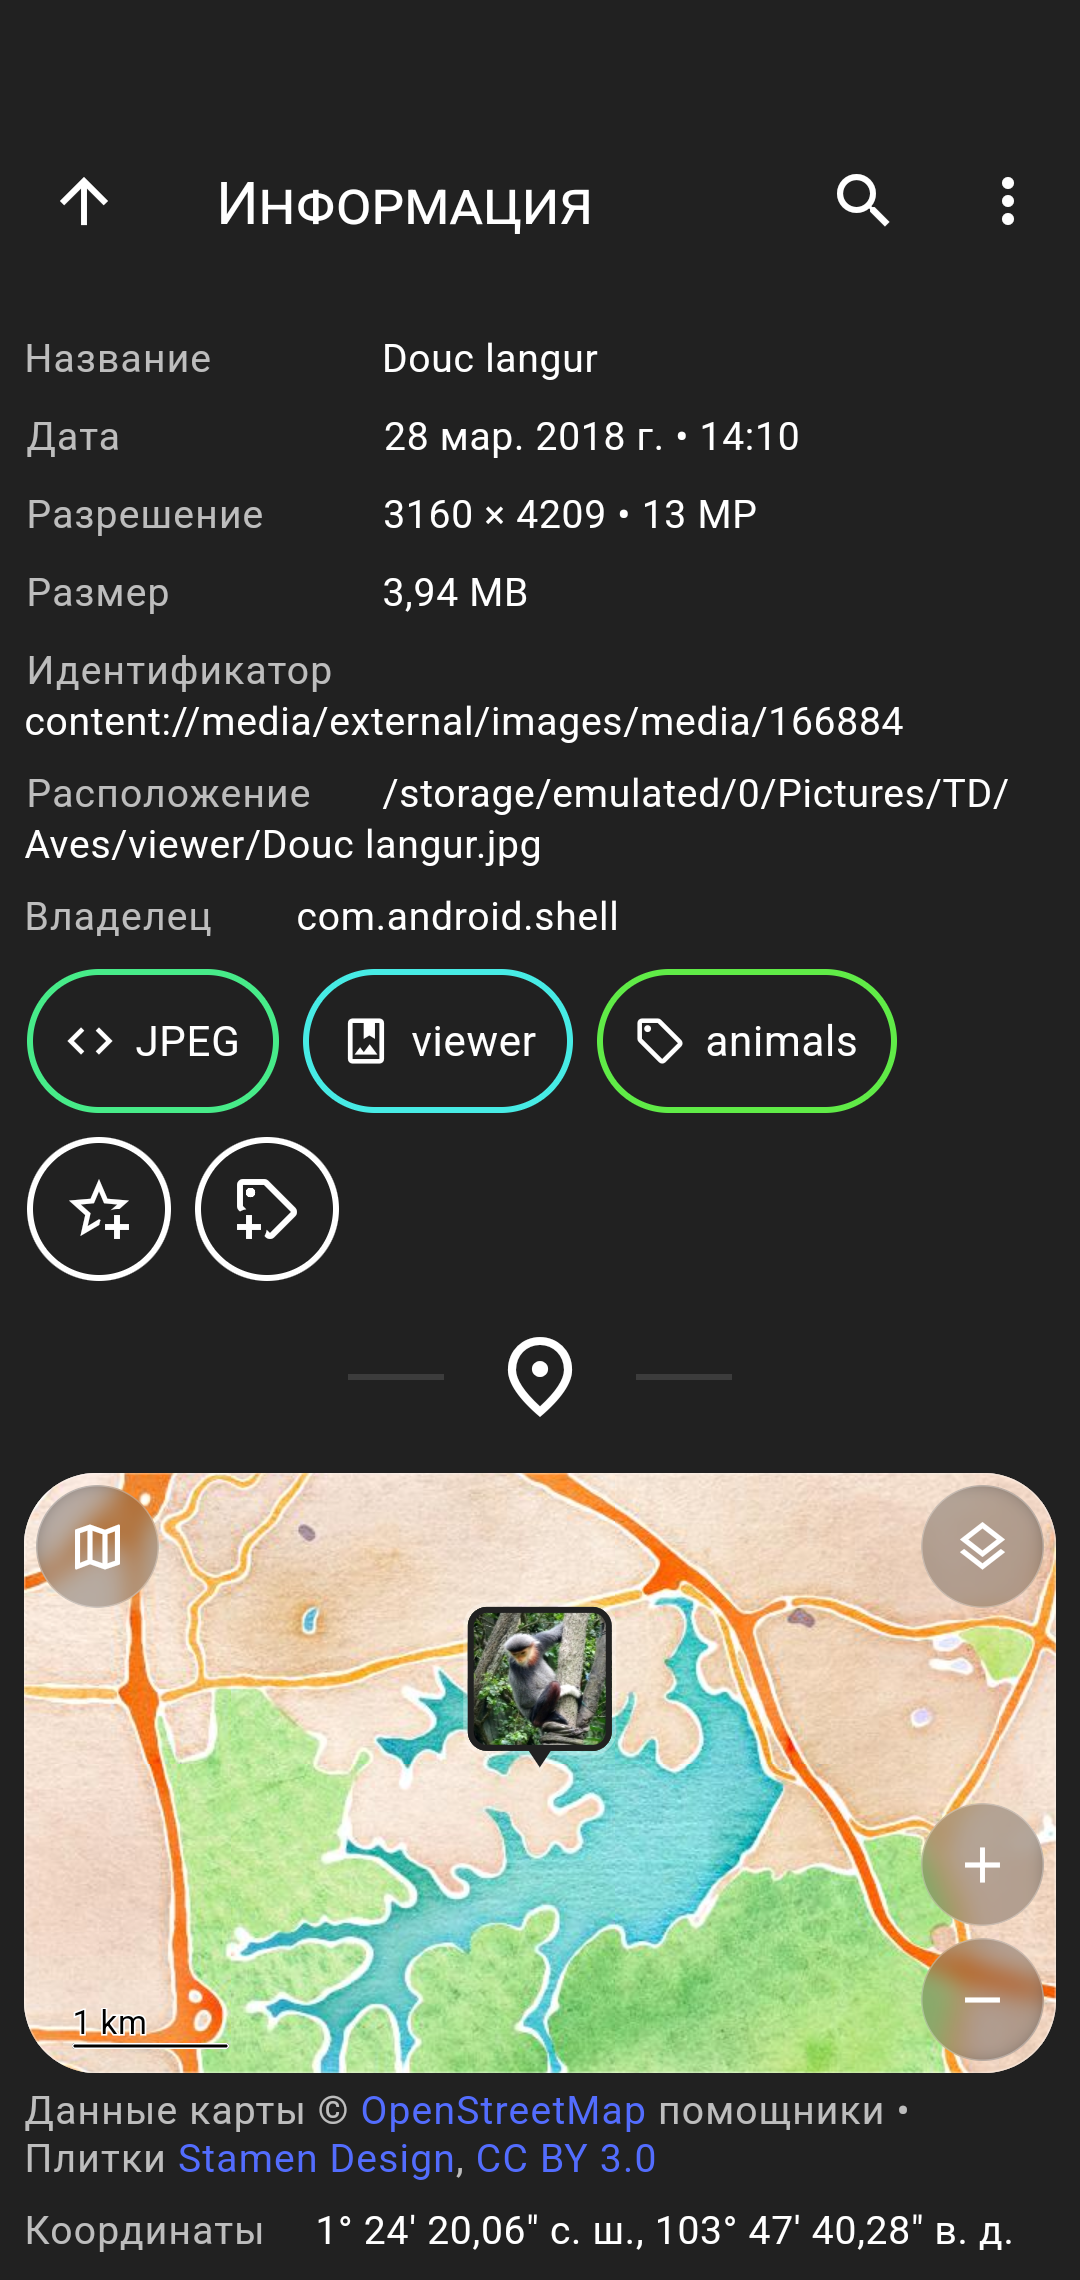 Информация
Название Douc langur
Дата 28 мар. 2018 г. • 14:10
Разрешение 3160 × 4209 • 13 MP
Размер 3,94 MB
Идентификатор
content://media/external/images/media/166884
Расположение /storage/emulated/0/Pictures/TD/
Aves/viewer/Douc langur.jpg
Владелец com.android.shell
JPEG viewer animals
1 km
Данные карты © OpenStreetMap помощники •
Плитки Stamen Design, CC BY 3.0
Координаты 1° 24' 20,06" с. ш., 103° 47' 40,28" в. д.